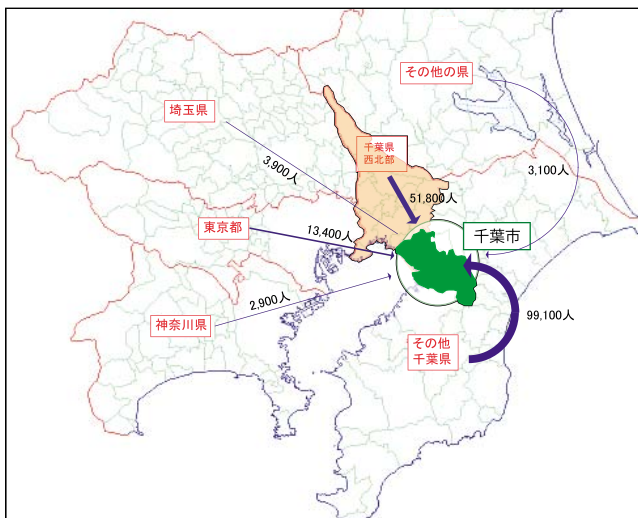 その他の県
埼玉県
千葉県
西北部
3,900人
3,100人
51,800人
東京都
13,400人
千葉市
2,900人
神奈川県
99,100人
その他
千葉県